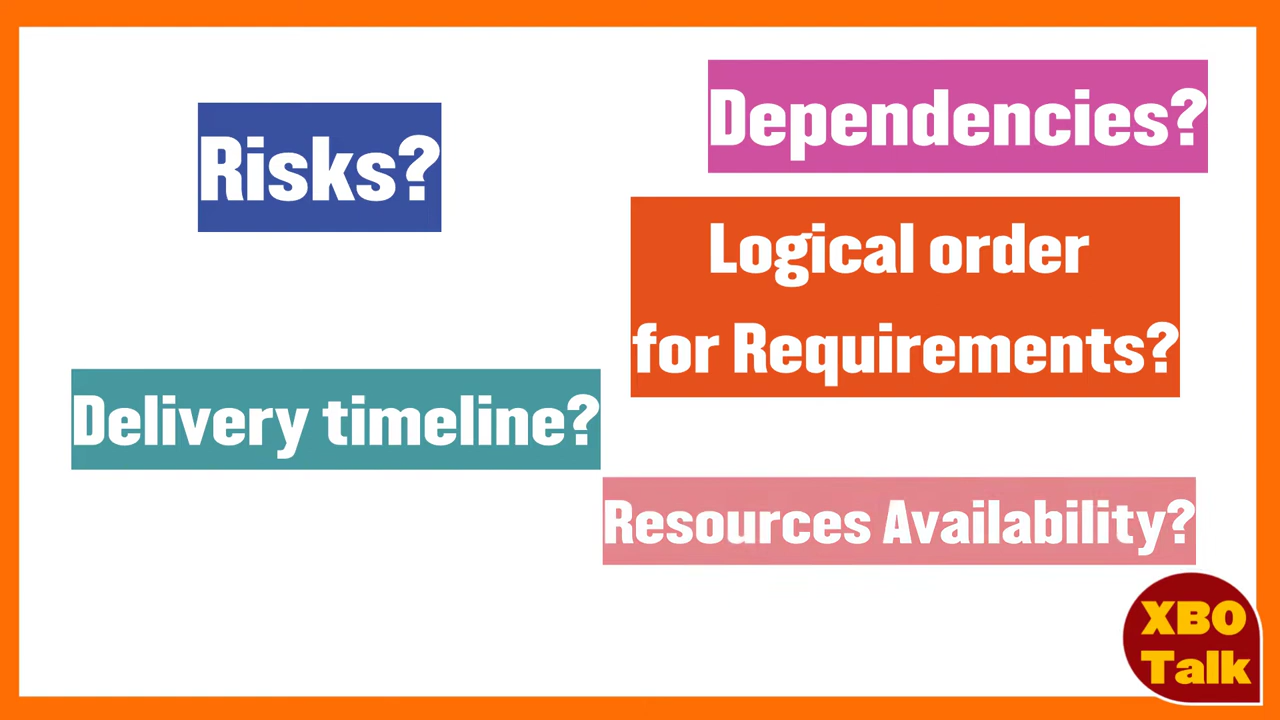 Risks?
Dependencies?
Logical order
for Requirements?
Delivery timeline?
Resources Availability?
XBO
Talk